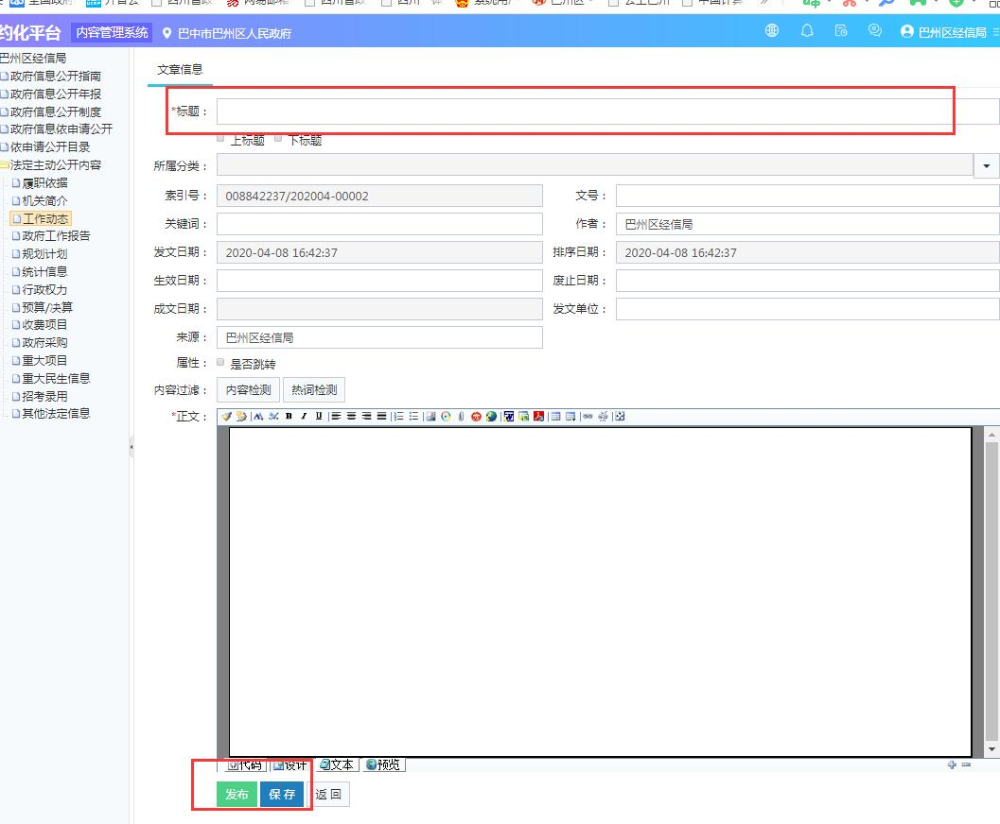 约化平台 内容管理系统 巴中市巴州区人民政府 巴州区经信局
巴州区经信局
政府信息公开指南
政府信息公开年报
政府信息公开制度
政府信息依申请公开
依申请公开目录
法定主动公开内容
履职依据
机关简介
工作动态
政府工作报告
规划计划
统计信息
行政权力
预算/决算
收费项目
政府采购
重大项目
重大民生信息
招考录用
其他法定信息
文章信息
*标题：
上标题 下标题
所属分类：
索引号： 008842237/202004-00002 文号：
关键词： 作者： 巴州区经信局
发文日期： 2020-04-08 16:42:37 排序日期： 2020-04-08 16:42:37
生效日期： 废止日期：
成文日期： 发文单位：
来源： 巴州区经信局
属性： 是否跳转
内容过滤： 内容检测 热词检测
*正文：
代码 设计 文本 预览
发布 保存 返回